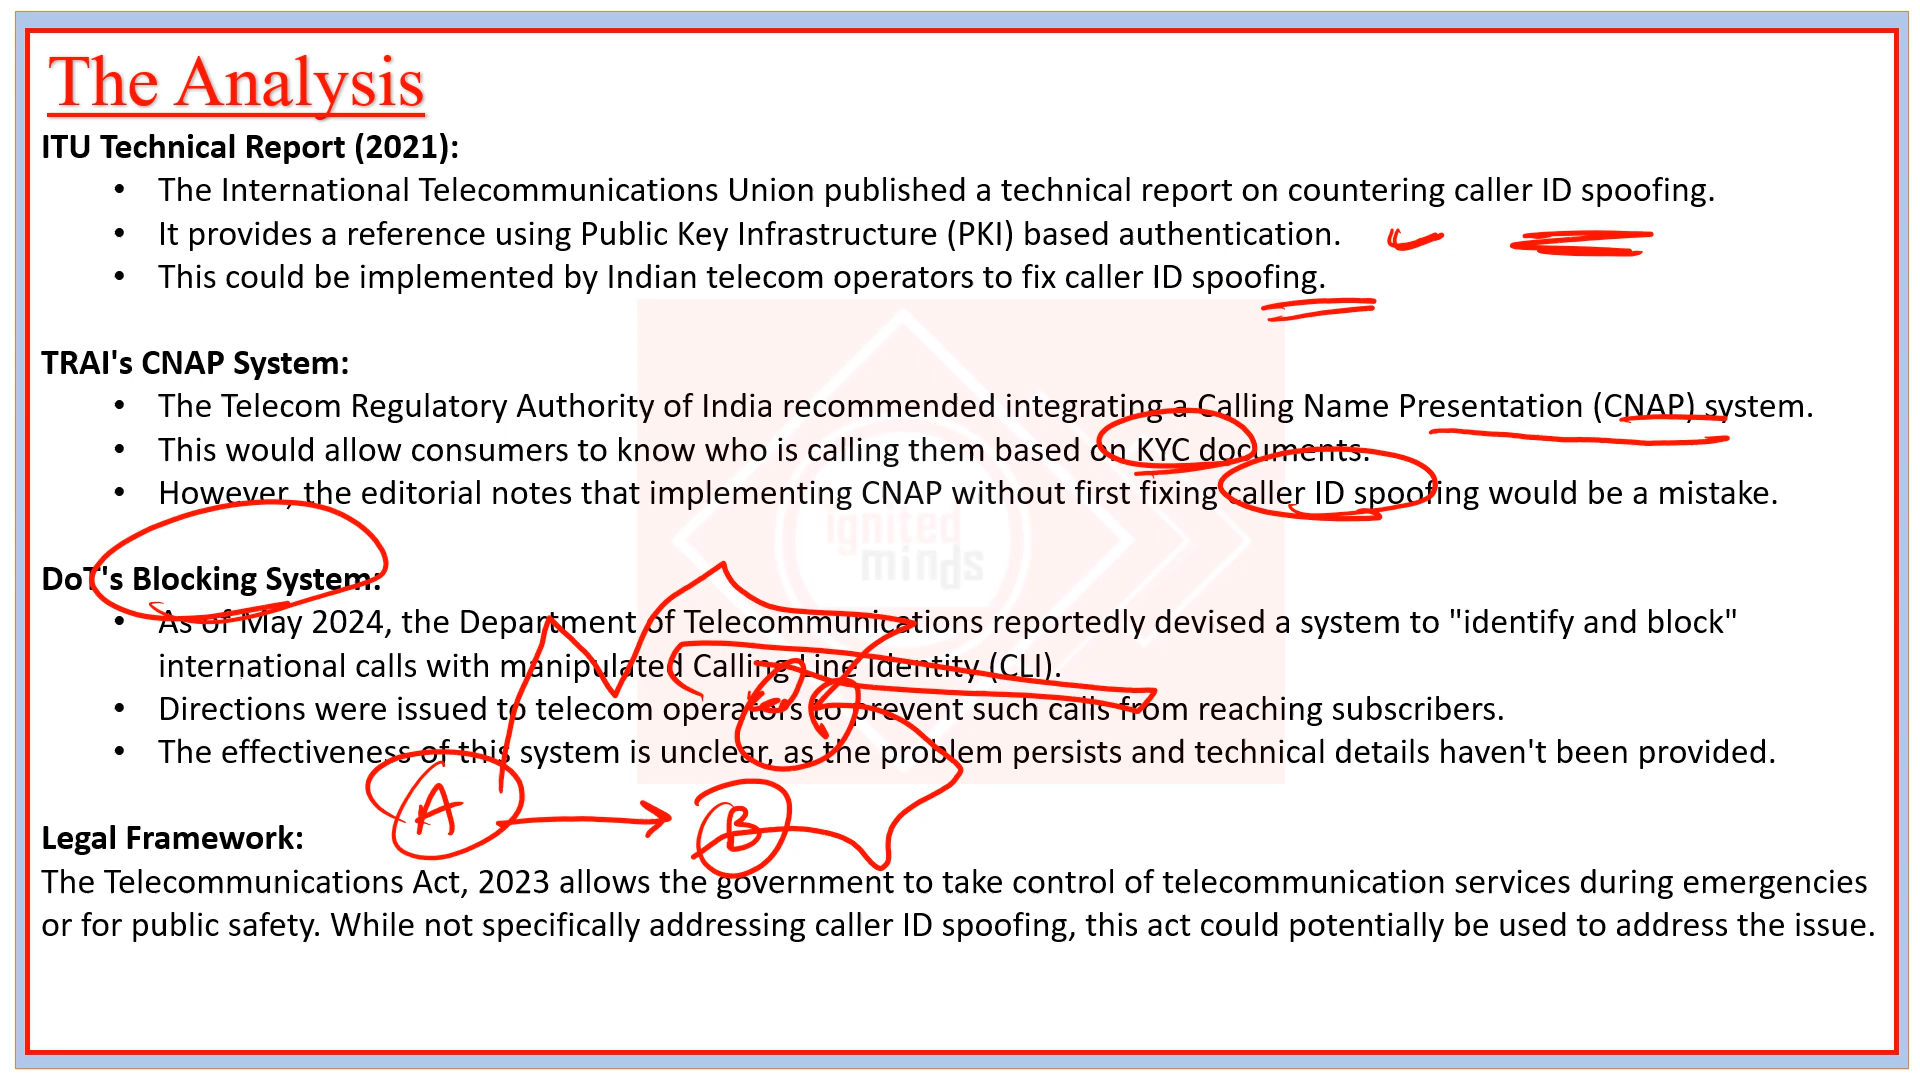 The Analysis
ITU Technical Report (2021):
• The International Telecommunications Union published a technical report on countering caller ID spoofing.
• It provides a reference using Public Key Infrastructure (PKI) based authentication.
• This could be implemented by Indian telecom operators to fix caller ID spoofing.
TRAI's CNAP System:
• The Telecom Regulatory Authority of India recommended integrating a Calling Name Presentation (CNAP) system.
• This would allow consumers to know who is calling them based on KYC documents.
• However, the editorial notes that implementing CNAP without first fixing caller ID spoofing would be a mistake.
ignited
minds
DoT's Blocking System:
• As of May 2024, the Department of Telecommunications reportedly devised a system to "identify and block"
international calls with manipulated Calling Line Identity (CLI).
• Directions were issued to telecom operators to prevent such calls from reaching subscribers.
• The effectiveness of this system is unclear, as the problem persists and technical details haven't been provided.
A B
Legal Framework:
The Telecommunications Act, 2023 allows the government to take control of telecommunication services during emergencies
or for public safety. While not specifically addressing caller ID spoofing, this act could potentially be used to address the issue.